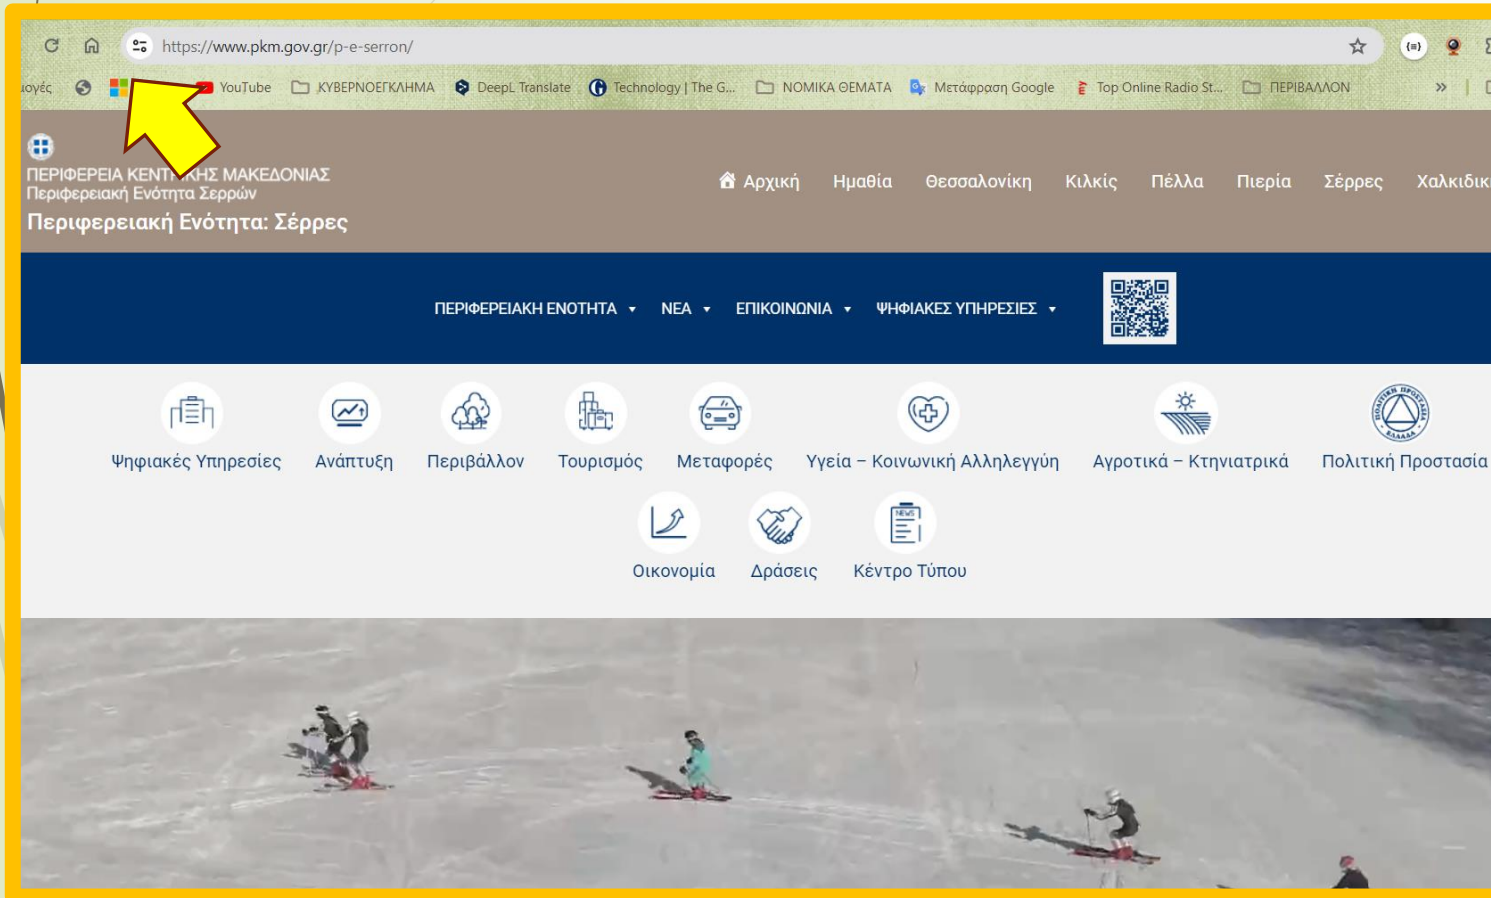 https://www.pkm.gov.gr/p-e-serron/
YouTube ΚΥΒΕΡΝΟΕΓΚΛΗΜΑ DeepL Translate Technology | The G... ΝΟΜΙΚΑ ΘΕΜΑΤΑ Μετάφραση Google Top Online Radio St... ΠΕΡΙΒΑΛΛΟΝ »
ΠΕΡΙΦΕΡΕΙΑ ΚΕΝΤΡΙΚΗΣ ΜΑΚΕΔΟΝΙΑΣ
Περιφερειακή Ενότητα Σερρών
Περιφερειακή Ενότητα: Σέρρες
Αρχική Ημαθία Θεσσαλονίκη Κιλκίς Πέλλα Πιερία Σέρρες Χαλκιδικ
ΠΕΡΙΦΕΡΕΙΑΚΗ ΕΝΟΤΗΤΑ ΝΕΑ ΕΠΙΚΟΙΝΩΝΙΑ ΨΗΦΙΑΚΕΣ ΥΠΗΡΕΣΙΕΣ
Ψηφιακές Υπηρεσίες Ανάπτυξη Περιβάλλον Τουρισμός Μεταφορές Υγεία – Κοινωνική Αλληλεγγύη Αγροτικά – Κτηνιατρικά Πολιτική Προστασία
NEWS
Οικονομία Δράσεις Κέντρο Τύπου